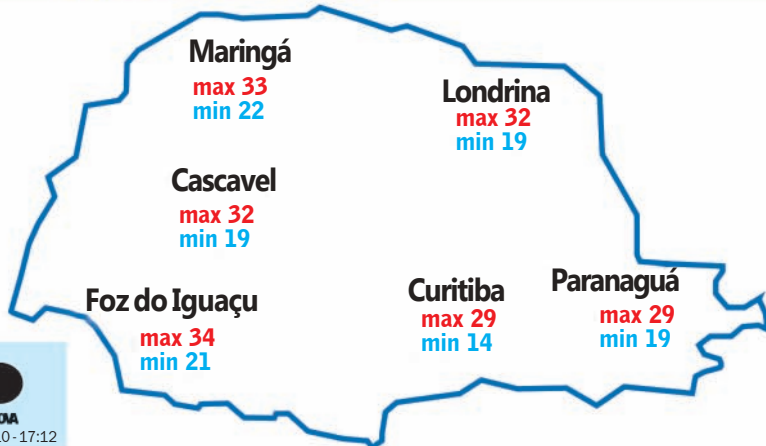 Maringá
max 33
min 22
Londrina
max 32
min 19
Cascavel
max 32
min 19
Foz do Iguaçu
max 34
min 21
Curitiba
max 29
min 14
Paranaguá
max 29
min 19
17:12